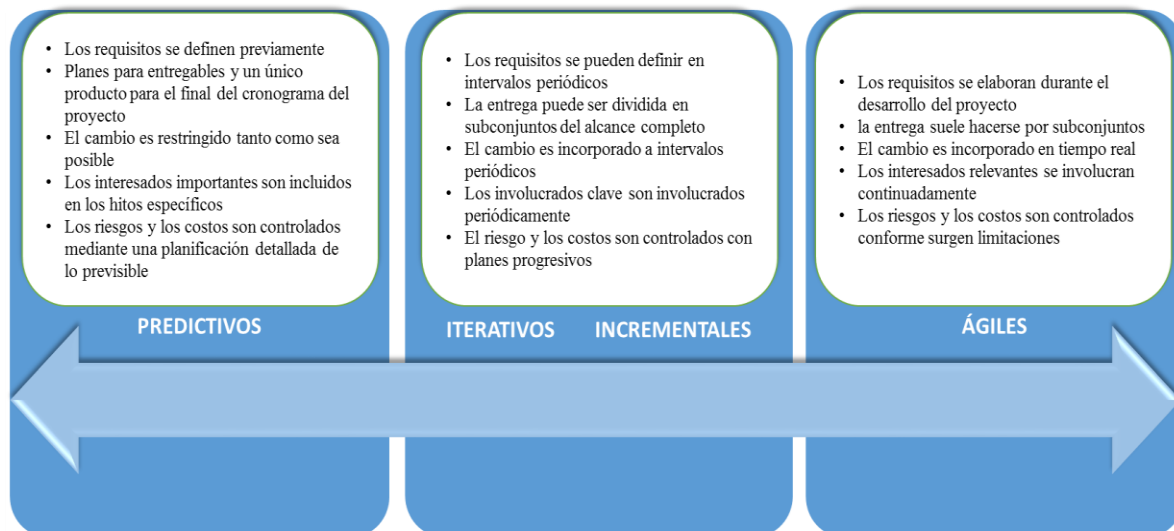 • Los requisitos se definen previamente
• Planes para entregables y un único
producto para el final del cronograma del
proyecto
• El cambio es restringido tanto como sea
posible
• Los interesados importantes son incluidos
en los hitos específicos
• Los riesgos y los costos son controlados
mediante una planificación detallada de
lo previsible
PREDICTIVOS
• Los requisitos se pueden definir en
intervalos periódicos
• La entrega puede ser dividida en
subconjuntos del alcance completo
• El cambio es incorporado a intervalos
periódicos
• Los involucrados clave son involucrados
periódicamente
• El riesgo y los costos son controlados con
planes progresivos
ITERATIVOS INCREMENTALES
• Los requisitos se elaboran durante el
desarrollo del proyecto
• la entrega suele hacerse por subconjuntos
• El cambio es incorporado en tiempo real
• Los interesados relevantes se involucran
continuadamente
• Los riesgos y los costos son controlados
conforme surgen limitaciones
ÁGILES